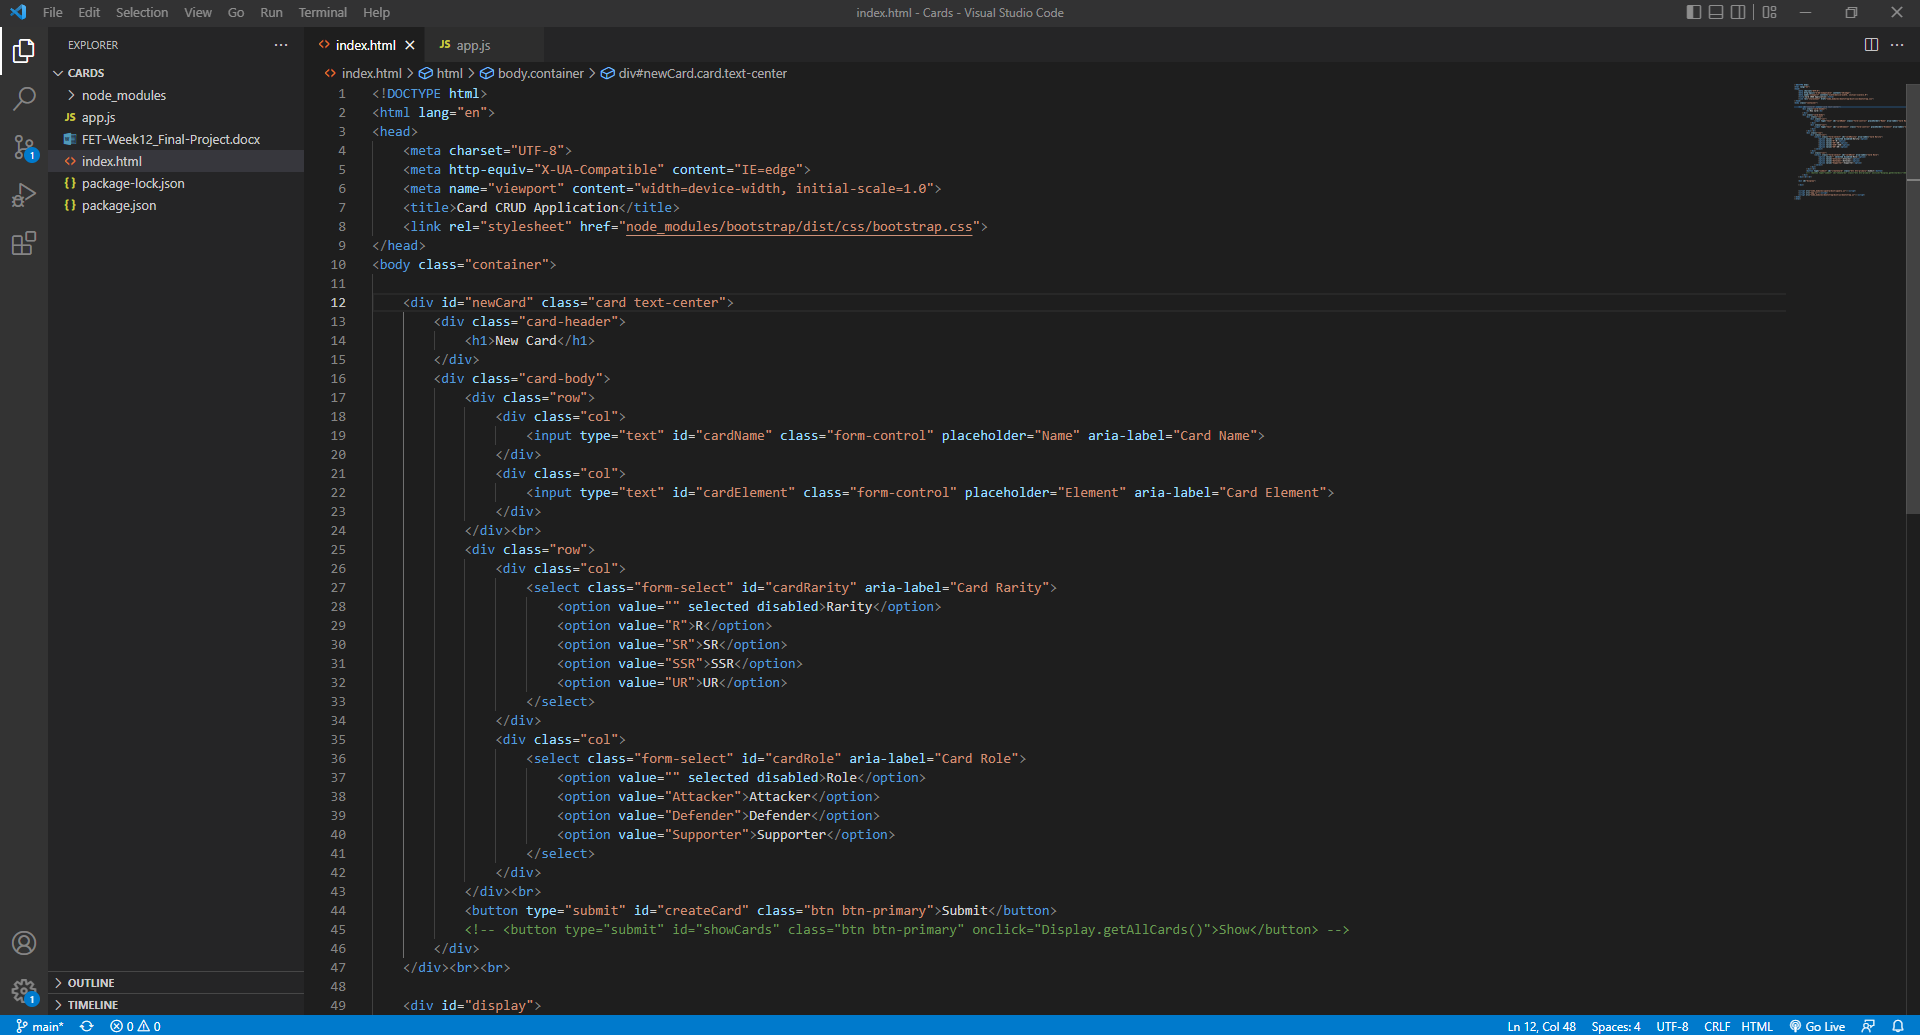 File Edit Selection View Go Run Terminal Help
index.html - Cards - Visual Studio Code
EXPLORER
CARDS
node_modules
JS app.js
FET-Week12_Final-Project.docx
<> index.html
{} package-lock.json
{} package.json
OUTLINE
TIMELINE
1
1
<> index.html
JS app.js
<> index.html > html > body.container > div#newCard.card.text-center
1 <!DOCTYPE html>
2 <html lang="en">
3 <head>
4 <meta charset="UTF-8">
5 <meta http-equiv="X-UA-Compatible" content="IE=edge">
6 <meta name="viewport" content="width=device-width, initial-scale=1.0">
7 <title>Card CRUD Application</title>
8 <link rel="stylesheet" href="node_modules/bootstrap/dist/css/bootstrap.css">
9 </head>
10 <body class="container">
11
12 <div id="newCard" class="card text-center">
13 <div class="card-header">
14 <h1>New Card</h1>
15 </div>
16 <div class="card-body">
17 <div class="row">
18 <div class="col">
19 <input type="text" id="cardName" class="form-control" placeholder="Name" aria-label="Card Name">
20 </div>
21 <div class="col">
22 <input type="text" id="cardElement" class="form-control" placeholder="Element" aria-label="Card Element">
23 </div>
24 </div><br>
25 <div class="row">
26 <div class="col">
27 <select class="form-select" id="cardRarity" aria-label="Card Rarity">
28 <option value="" selected disabled>Rarity</option>
29 <option value="R">R</option>
30 <option value="SR">SR</option>
31 <option value="SSR">SSR</option>
32 <option value="UR">UR</option>
33 </select>
34 </div>
35 <div class="col">
36 <select class="form-select" id="cardRole" aria-label="Card Role">
37 <option value="" selected disabled>Role</option>
38 <option value="Attacker">Attacker</option>
39 <option value="Defender">Defender</option>
40 <option value="Supporter">Supporter</option>
41 </select>
42 </div>
43 </div><br>
44 <button type="submit" id="createCard" class="btn btn-primary">Submit</button>
45 <!-- <button type="submit" id="showCards" class="btn btn-primary" onclick="Display.getAllCards()">Show</button> -->
46 </div>
47 </div><br><br>
48
49 <div id="display">
main* 0 0
Ln 12, Col 48 Spaces: 4 UTF-8 CRLF HTML Go Live